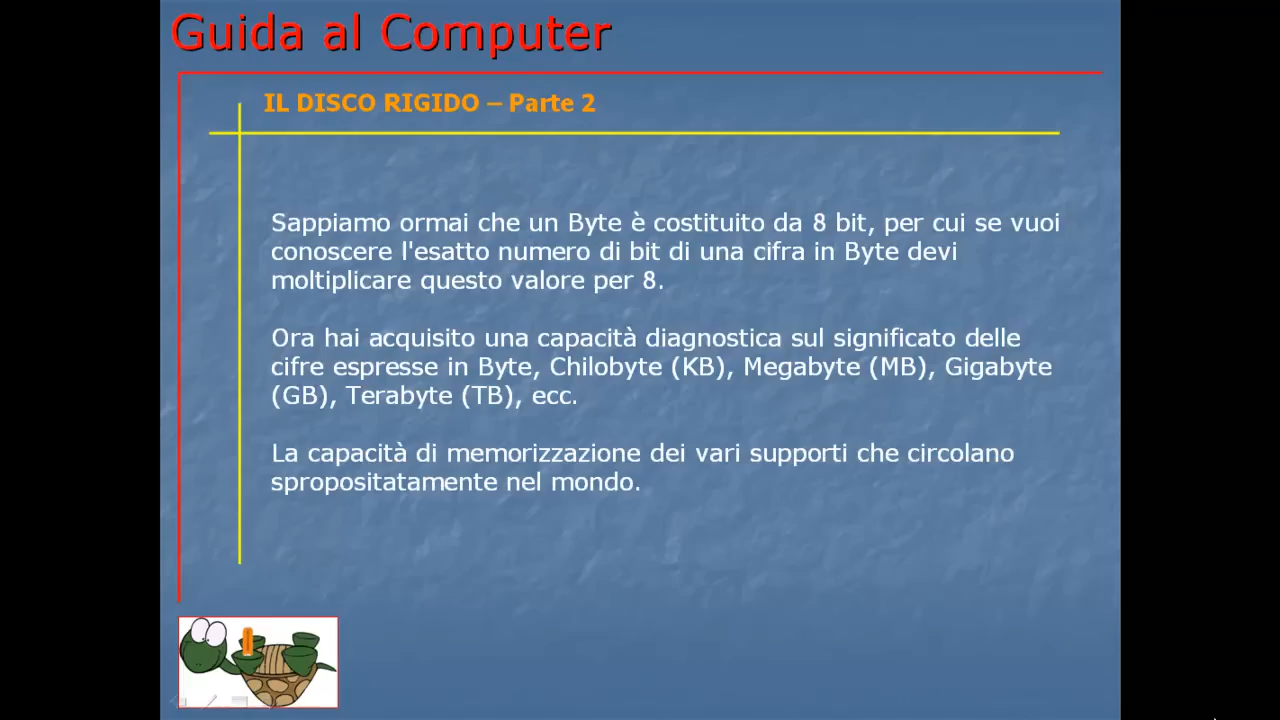 Guida al Computer
IL DISCO RIGIDO – Parte 2
Sappiamo ormai che un Byte è costituito da 8 bit, per cui se vuoi
conoscere l'esatto numero di bit di una cifra in Byte devi
moltiplicare questo valore per 8.
Ora hai acquisito una capacità diagnostica sul significato delle
cifre espresse in Byte, Chilobyte (KB), Megabyte (MB), Gigabyte
(GB), Terabyte (TB), ecc.
La capacità di memorizzazione dei vari supporti che circolano
spropositatamente nel mondo.